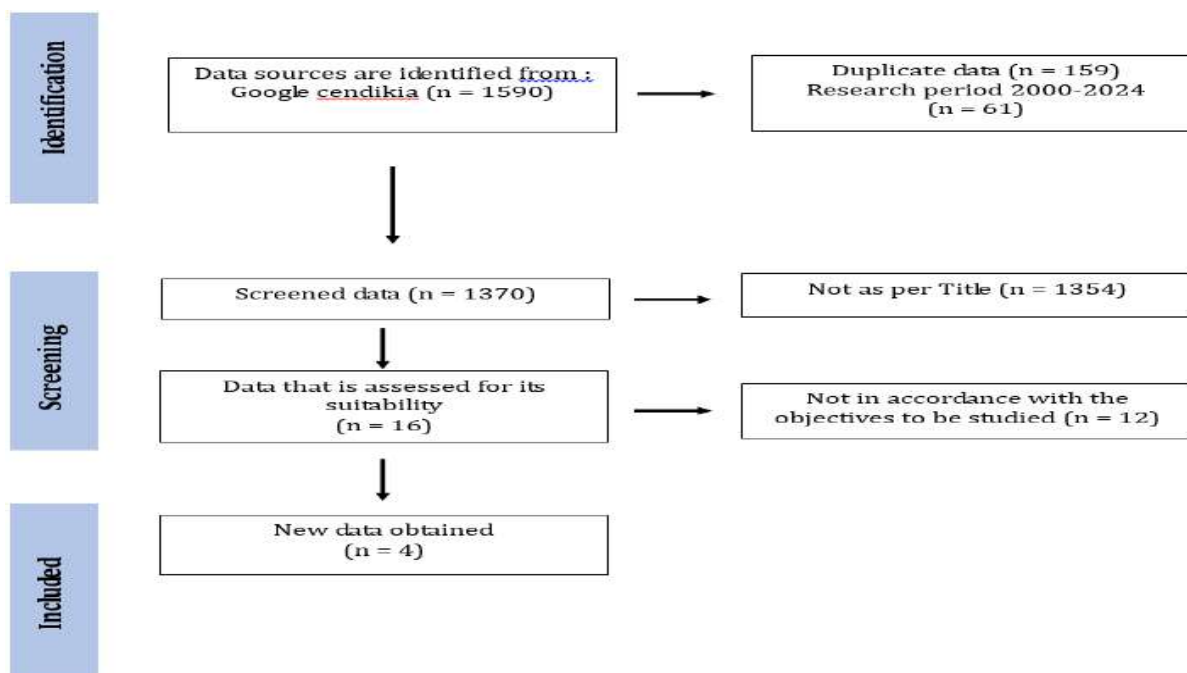 Identification
Data sources are identified from :
Google cendikia (n = 1590)
Duplicate data (n = 159)
Research period 2000-2024
(n = 61)
Screening
Screened data (n = 1370)
Not as per Title (n = 1354)
Data that is assessed for its
suitability
(n = 16)
Not in accordance with the
objectives to be studied (n = 12)
Included
New data obtained
(n = 4)